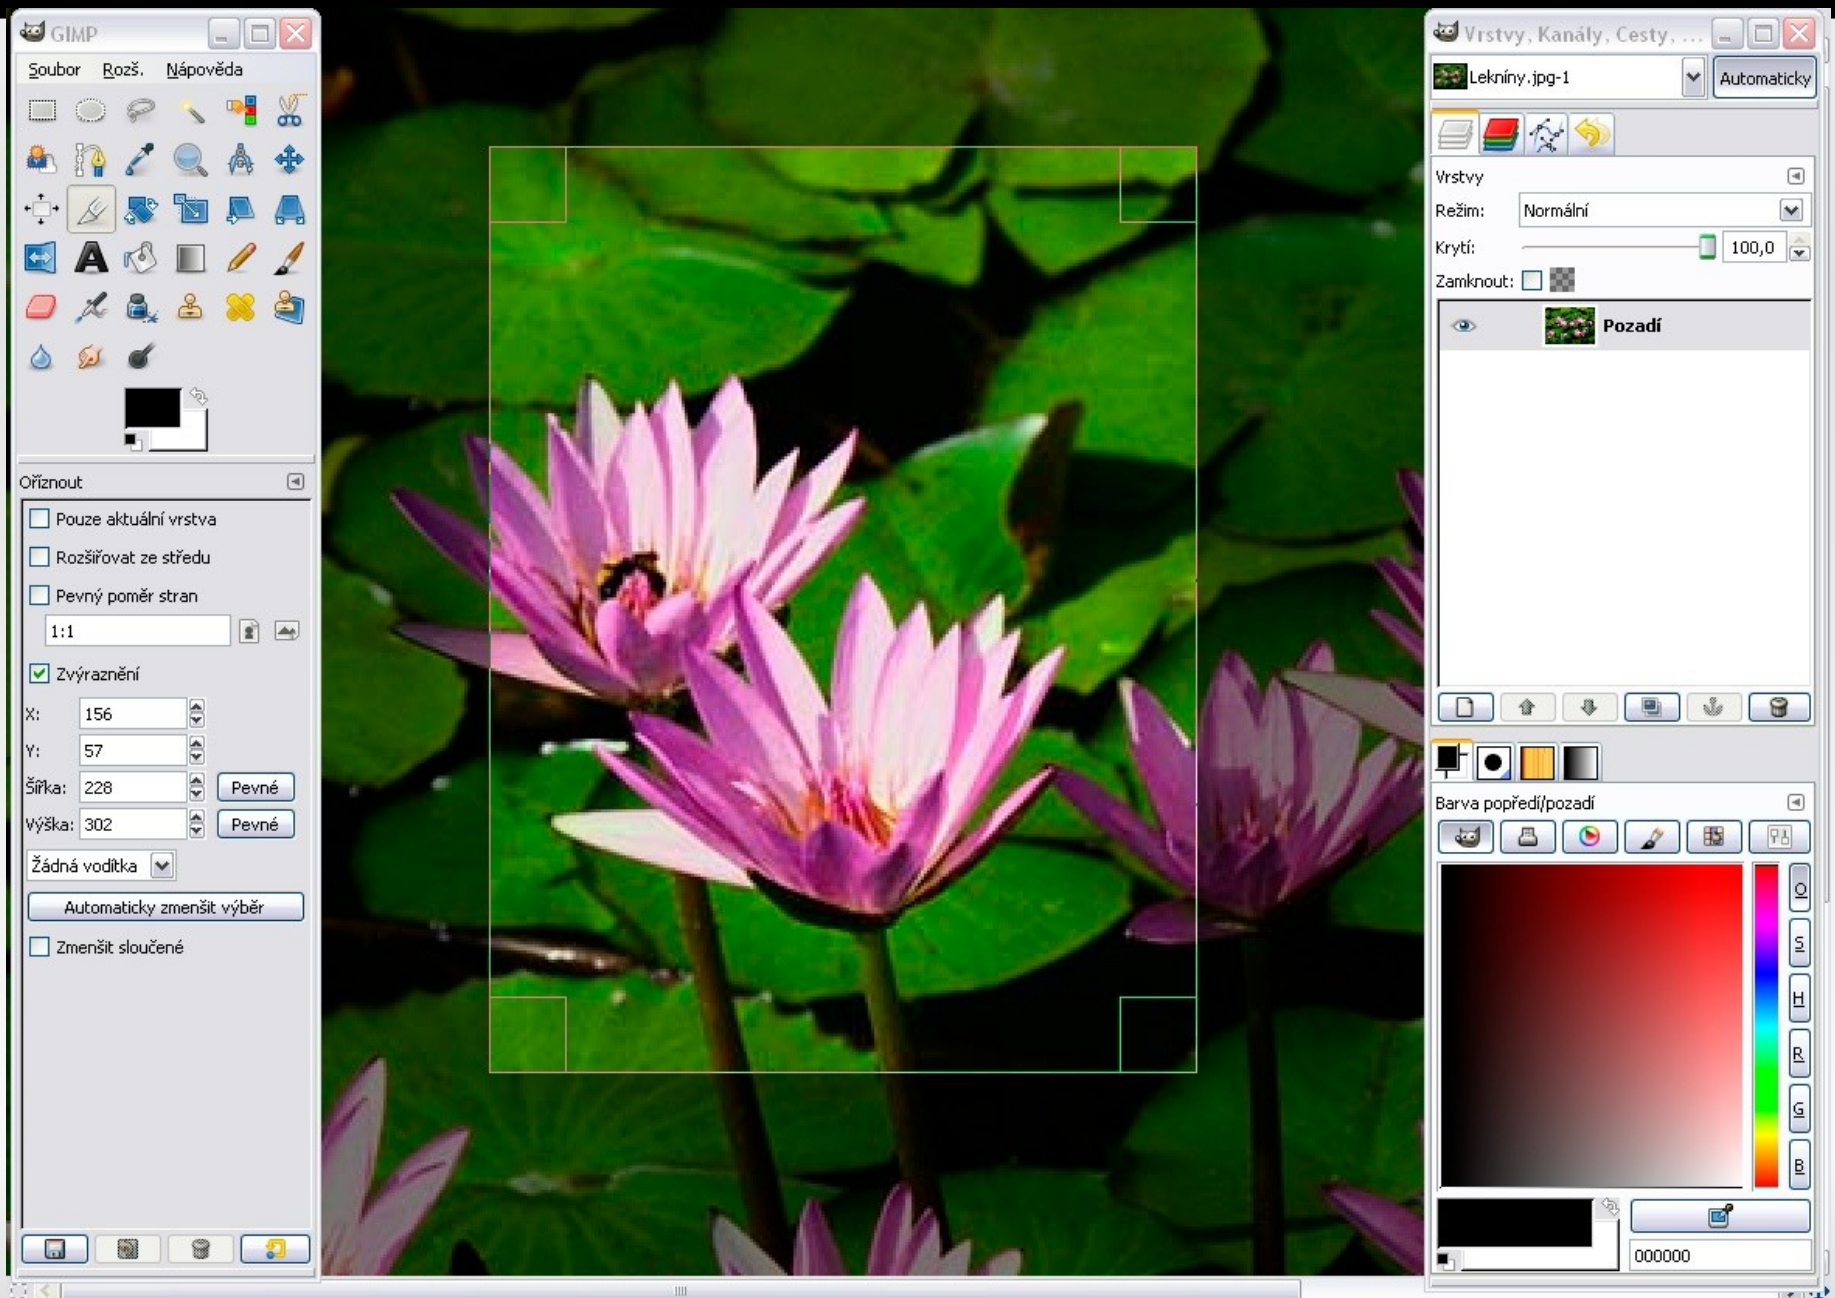 GIMP
Soubor Rozš. Nápověda
Oříznout
Pouze aktuální vrstva
Rozšiřovat ze středu
Pevný poměr stran
1:1
Zvýraznění
X: 156
Y: 57
Šířka: 228 Pevné
Výška: 302 Pevné
Žádná vodítka
Automaticky zmenšit výběr
Zmenšit sloučené
Vrstvy, Kanály, Cesty, ...
Lekníny.jpg-1 Automaticky
Vrstvy
Režim: Normální
Krytí: 100,0
Zamknout:
Pozadí
Barva popředí/pozadí
O
S
H
R
G
B
000000